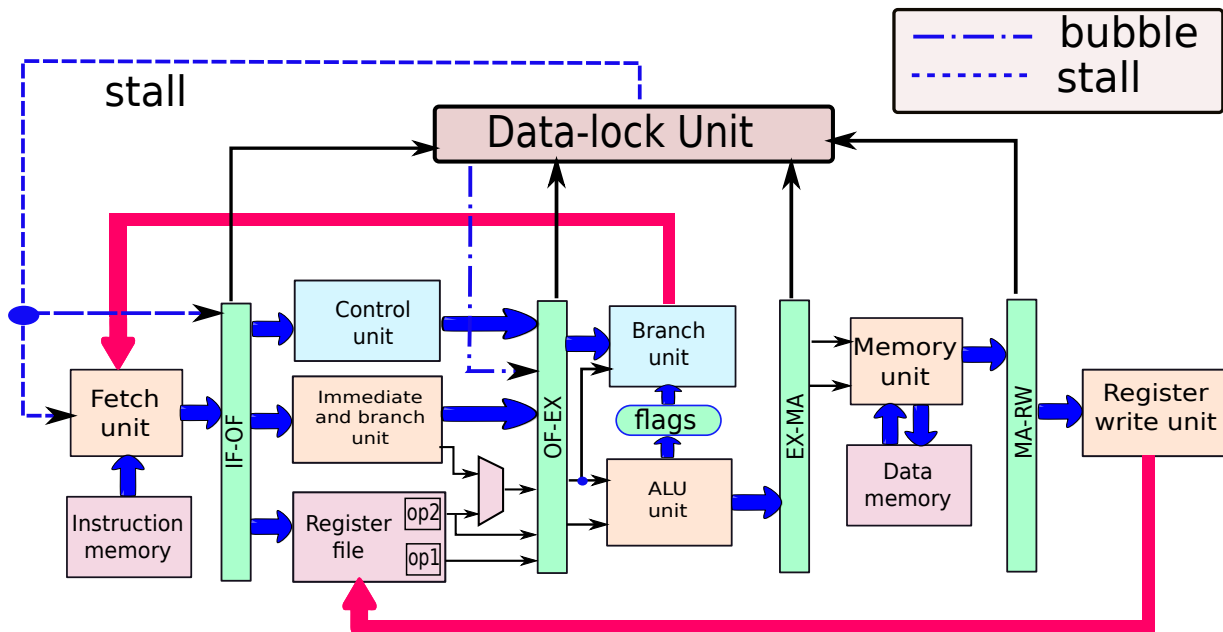 bubble
stall
stall
Data-lock Unit
Control
unit
Branch
unit
Memory
unit
Fetch
unit
Immediate
and branch
unit
flags
Register
write unit
IF-OF
OF-EX
EX-MA
MA-RW
Instruction
memory
Register
file
op2
op1
ALU
unit
Data
memory